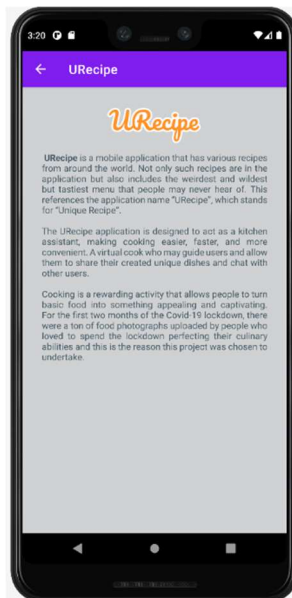 3:20
URecipe
URecipe
URecipe is a mobile application that has various recipes
from around the world. Not only such recipes are in the
application but also includes the weirdest and wildest
but tastiest menu that people may never hear of. This
references the application name "URecipe", which stands
for "Unique Recipe".
The URecipe application is designed to act as a kitchen
assistant, making cooking easier, faster, and more
convenient. A virtual cook who may guide users and allow
them to share their created unique dishes and chat with
other users.
Cooking is a rewarding activity that allows people to turn
basic food into something appealing and captivating.
For the first two months of the Covid-19 lockdown, there
were a ton of food photographs uploaded by people who
loved to spend the lockdown perfecting their culinary
abilities and this is the reason this project was chosen to
undertake.